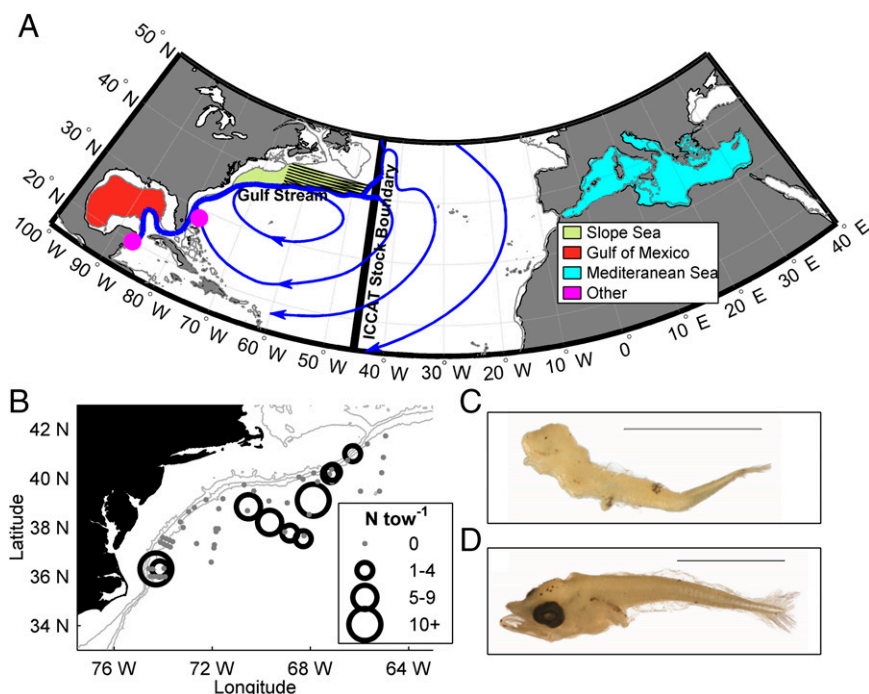 A
50° N
40° N
30° N
20° N
100° W
90° W
80° W
70° W
60° W
50° W
40° W
30° W
20° W
10° W
0°
10° E
20° E
30° E
40° E
Gulf Stream
ICCAT Stock Boundary
Slope Sea
Gulf of Mexico
Mediteranean Sea
Other
B
42 N
40 N
38 N
36 N
34 N
Latitude
76 W
72 W
68 W
64 W
Longitude
N tow⁻¹
0
1-4
5-9
10+
C
D